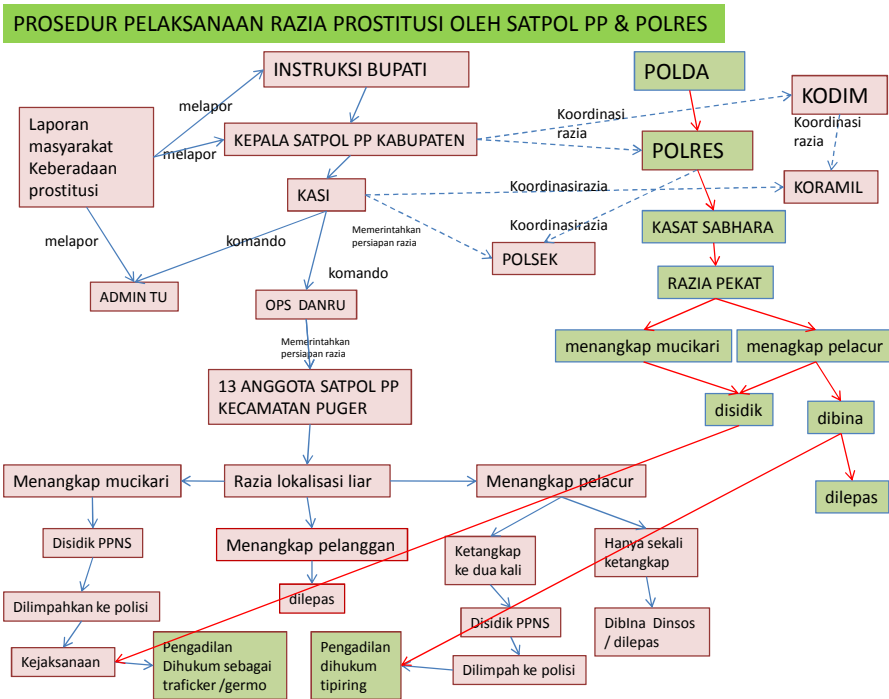 PROSEDUR PELAKSANAAN RAZIA PROSTITUSI OLEH SATPOL PP & POLRES
INSTRUKSI BUPATI
POLDA
KODIM
melapor
Laporan
masyarakat
Keberadaan
prostitusi
melapor
KEPALA SATPOL PP KABUPATEN
Koordinasi
razia
POLRES
Koordinasi
razia
KASI
Koordinasirazia
KORAMIL
melapor
komando
Memerintahkan
persiapan razia
Koordinasirazia
KASAT SABHARA
POLSEK
ADMIN TU
OPS DANRU
komando
RAZIA PEKAT
Memerintahkan
persiapan razia
menangkap mucikari
menagkap pelacur
13 ANGGOTA SATPOL PP
KECAMATAN PUGER
disidik
dibina
Menangkap mucikari
Razia lokalisasi liar
Menangkap pelacur
dilepas
Disidik PPNS
Menangkap pelanggan
Ketangkap
ke dua kali
Hanya sekali
ketangkap
Dilimpahkan ke polisi
dilepas
Disidik PPNS
DibIna Dinsos
/ dilepas
Kejaksanaan
Pengadilan
Dihukum sebagai
traficker /germo
Pengadilan
dihukum
tipiring
Dilimpah ke polisi